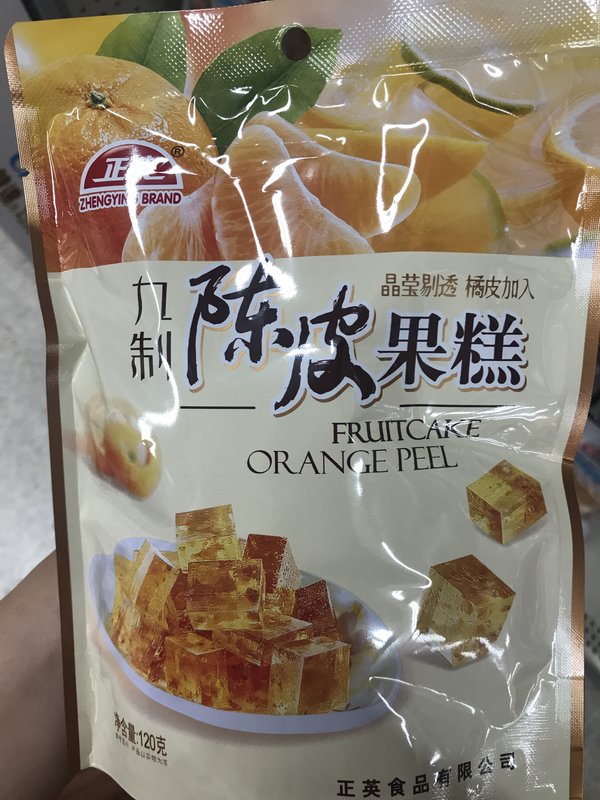 正英®
ZHENGYING BRAND
晶莹剔透 橘皮加入
九制
陈皮果糕
FRUITCAKE
ORANGE PEEL
净含量:120克
正英食品有限公司